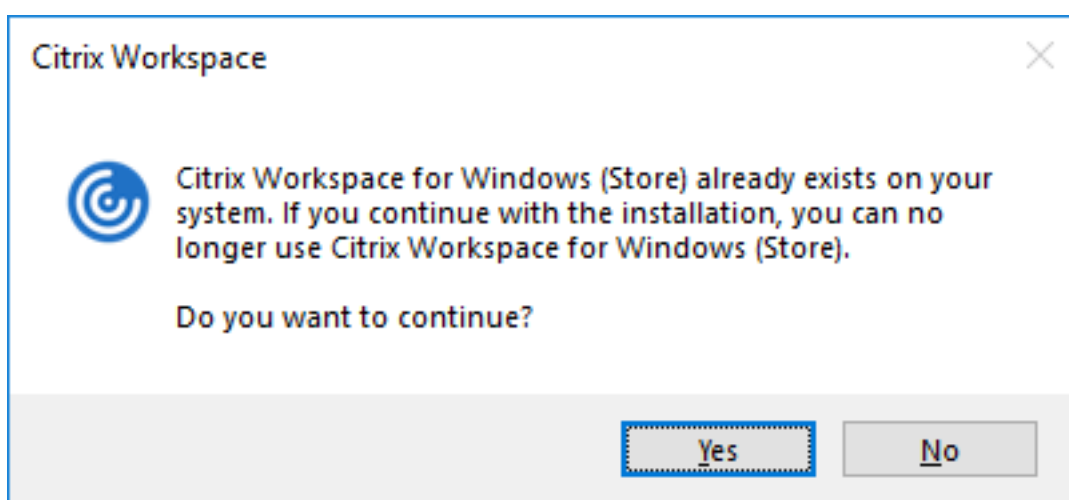 Citrix Workspace
Citrix Workspace for Windows (Store) already exists on your
system. If you continue with the installation, you can no
longer use Citrix Workspace for Windows (Store).
Do you want to continue?
Yes
No